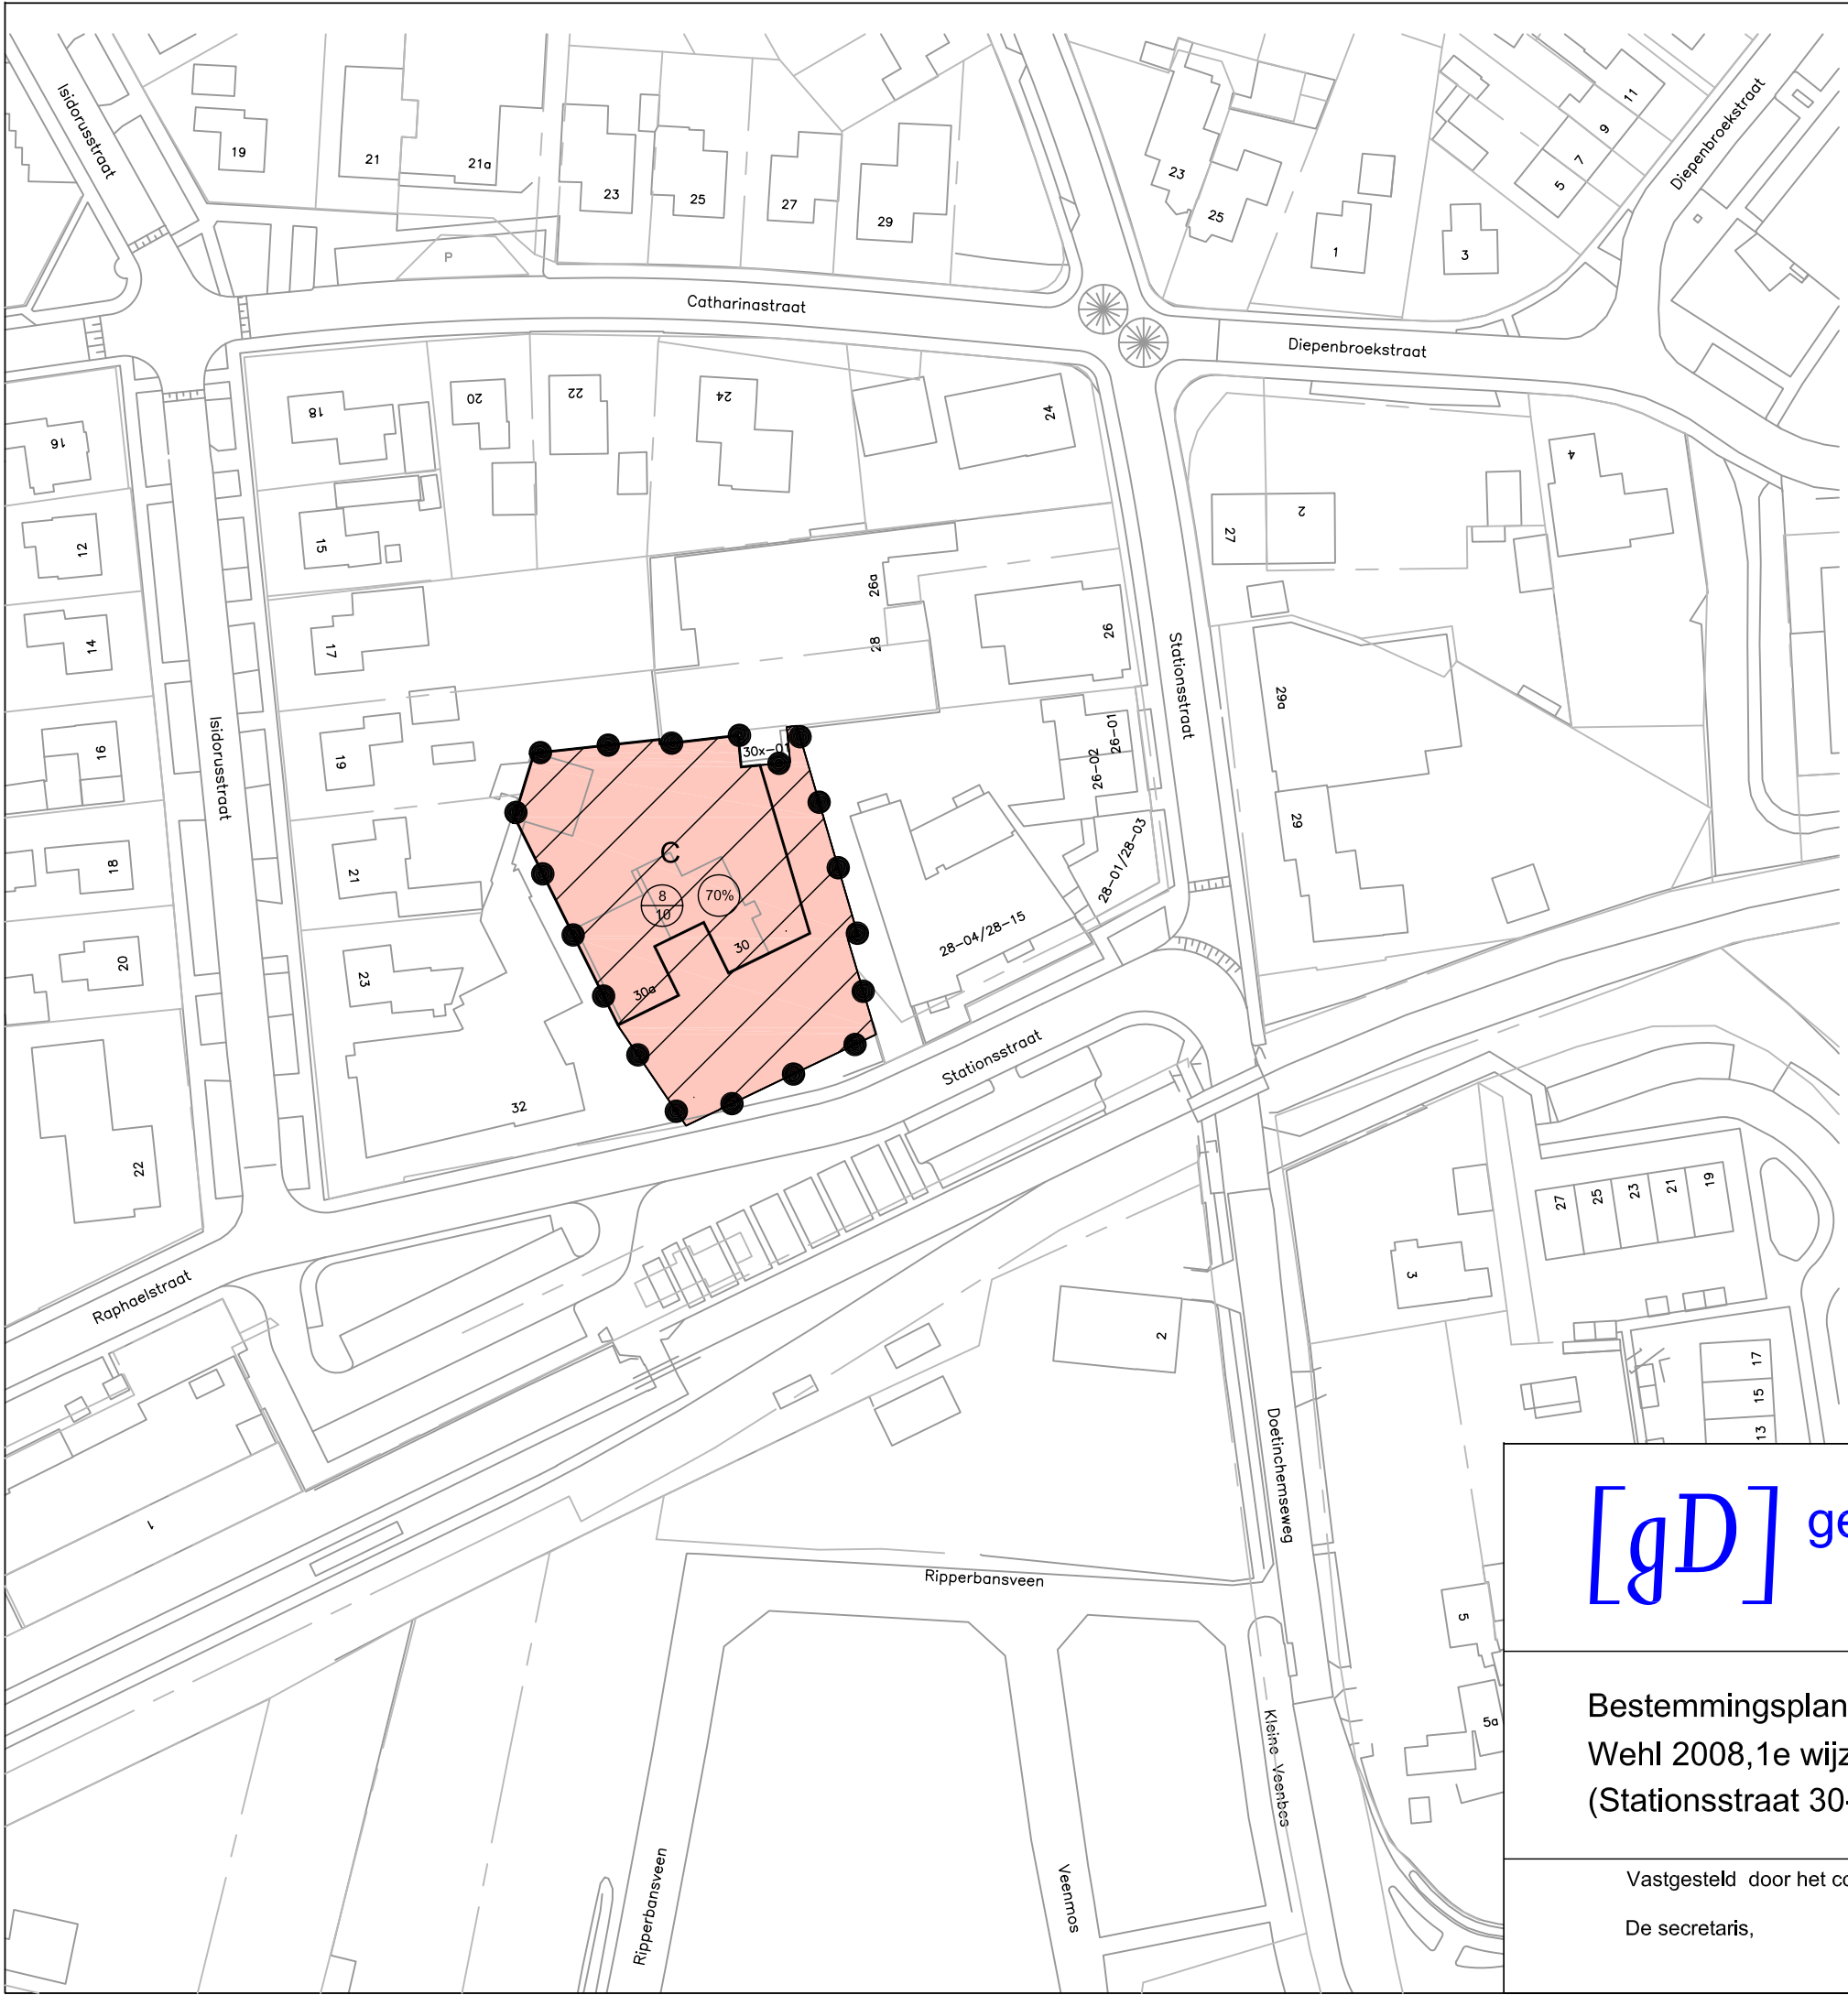 Isidorusstraat
19
21
21a
23
25
27
29
P
Catharinastraat
23
25
1
3
5
7
9
11
Diepenbroekstraat
Diepenbroekstraat
16
18
20
22
24
24
12
15
14
17
26a
28
26
27
2
4
Stationsstraat
29a
29
Isidorusstraat
16
19
18
21
20
23
22
32
30x-01
C
8
10
70%
30
30a
26-01
26-02
28-01/28-03
28-04/28-15
Stationsstraat
Raphaelstraat
1
2
3
27
25
23
21
19
17
15
13
Doetinchemseweg
Ripperbansveen
Ripperbansveen
Veenmos
Kleine Veenbes
5
5a
[gD] ge
Bestemmingsplan
Wehl 2008,1e wijz
(Stationsstraat 30-
Vastgesteld door het co
De secretaris,